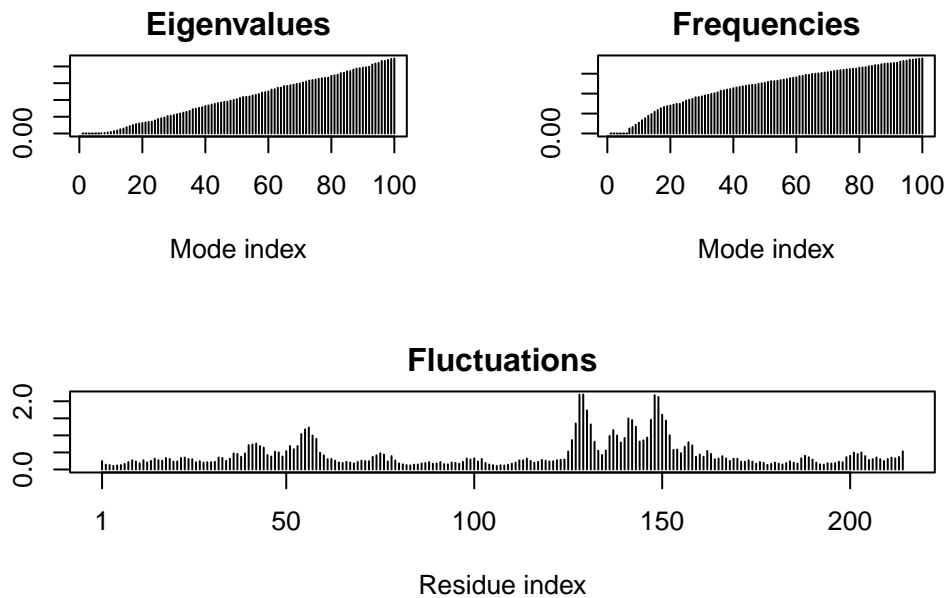 Eigenvalues
0.00
0 20 40 60 80 100
Mode index
Frequencies
0.00
0 20 40 60 80 100
Mode index
Fluctuations
0.0 2.0
1 50 100 150 200
Residue index